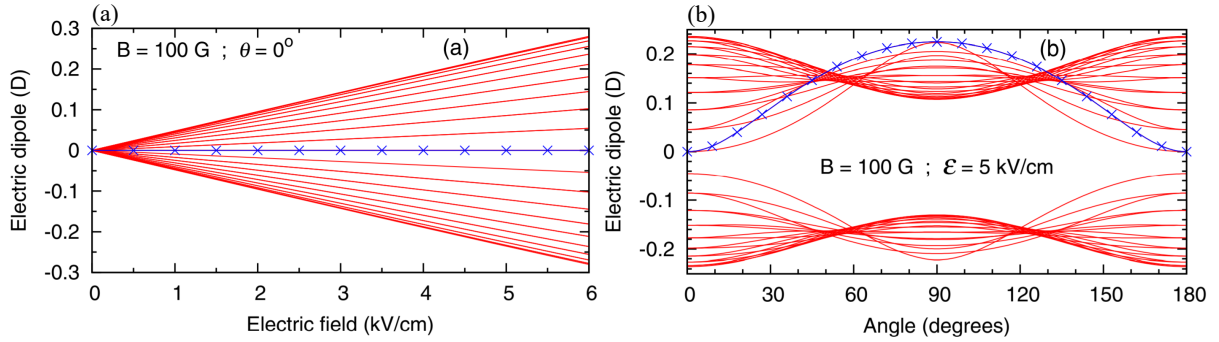 (a)
0.3
0.2
0.1
0
-0.1
-0.2
-0.3
Electric dipole (D)
B = 100 G ; θ = 0°
(a)
0 1 2 3 4 5 6
Electric field (kV/cm)
(b)
0.2
0.1
0
-0.1
-0.2
Electric dipole (D)
(b)
B = 100 G ; ℰ = 5 kV/cm
0 30 60 90 120 150 180
Angle (degrees)